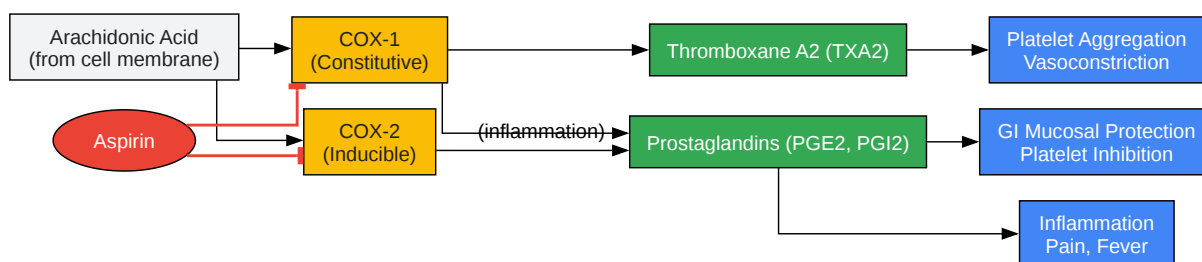 Arachidonic Acid
(from cell membrane)
COX-1
(Constitutive)
Thromboxane A2 (TXA2)
Platelet Aggregation
Vasoconstriction
Aspirin
COX-2
(Inducible)
(inflammation)
Prostaglandins (PGE2, PGI2)
GI Mucosal Protection
Platelet Inhibition
Inflammation
Pain, Fever